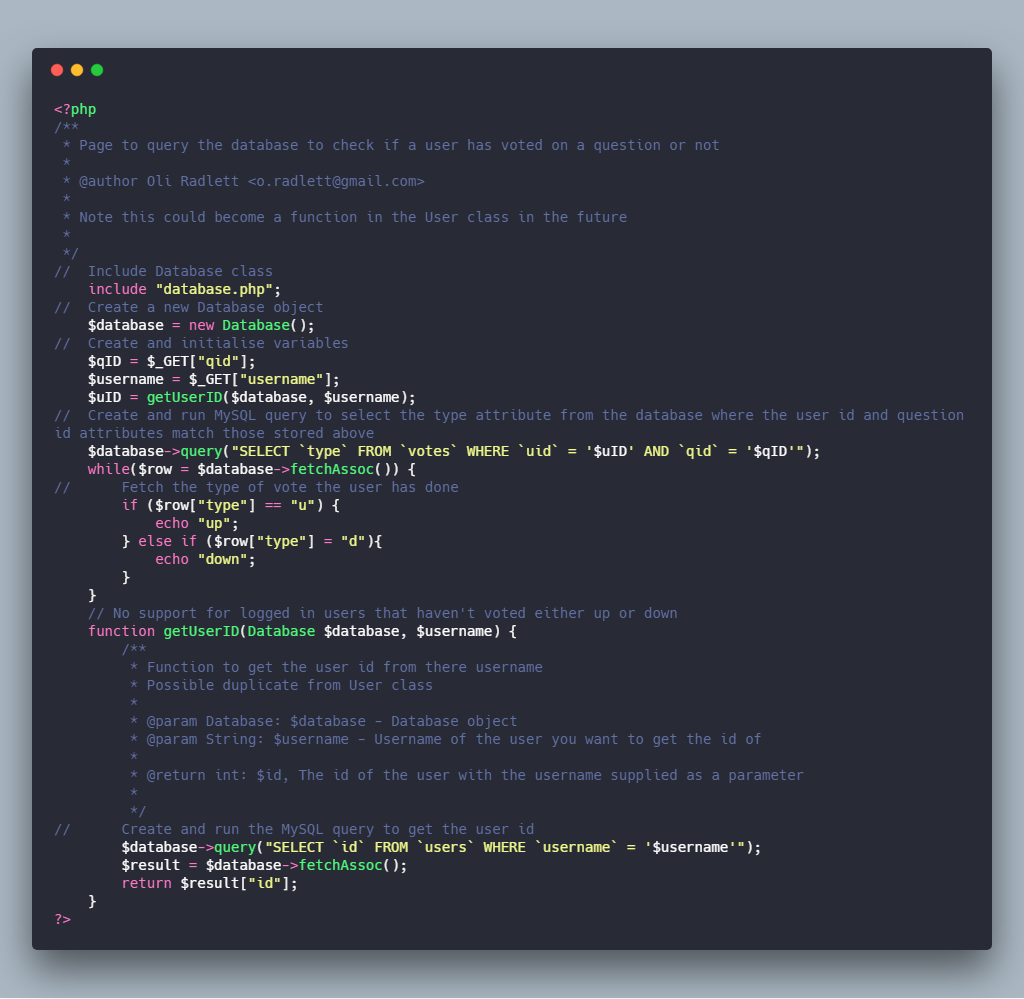 <?php
/**
 * Page to query the database to check if a user has voted on a question or not
 *
 * @author Oli Radlett <o.radlett@gmail.com>
 *
 * Note this could become a function in the User class in the future
 *
 */
//  Include Database class
    include "database.php";
//  Create a new Database object
    $database = new Database();
//  Create and initialise variables
    $qID = $_GET["qid"];
    $username = $_GET["username"];
    $uID = getUserID($database, $username);
//  Create and run MySQL query to select the type attribute from the database where the user id and question
id attributes match those stored above
    $database->query("SELECT `type` FROM `votes` WHERE `uid` = '$uID' AND `qid` = '$qID'");
    while($row = $database->fetchAssoc()) {
//      Fetch the type of vote the user has done
        if ($row["type"] == "u") {
            echo "up";
        } else if ($row["type"] = "d"){
            echo "down";
        }
    }
    // No support for logged in users that haven't voted either up or down
    function getUserID(Database $database, $username) {
        /**
         * Function to get the user id from there username
         * Possible duplicate from User class
         *
         * @param Database: $database - Database object
         * @param String: $username - Username of the user you want to get the id of
         *
         * @return int: $id, The id of the user with the username supplied as a parameter
         *
         */
//      Create and run the MySQL query to get the user id
        $database->query("SELECT `id` FROM `users` WHERE `username` = '$username'");
        $result = $database->fetchAssoc();
        return $result["id"];
    }
?>